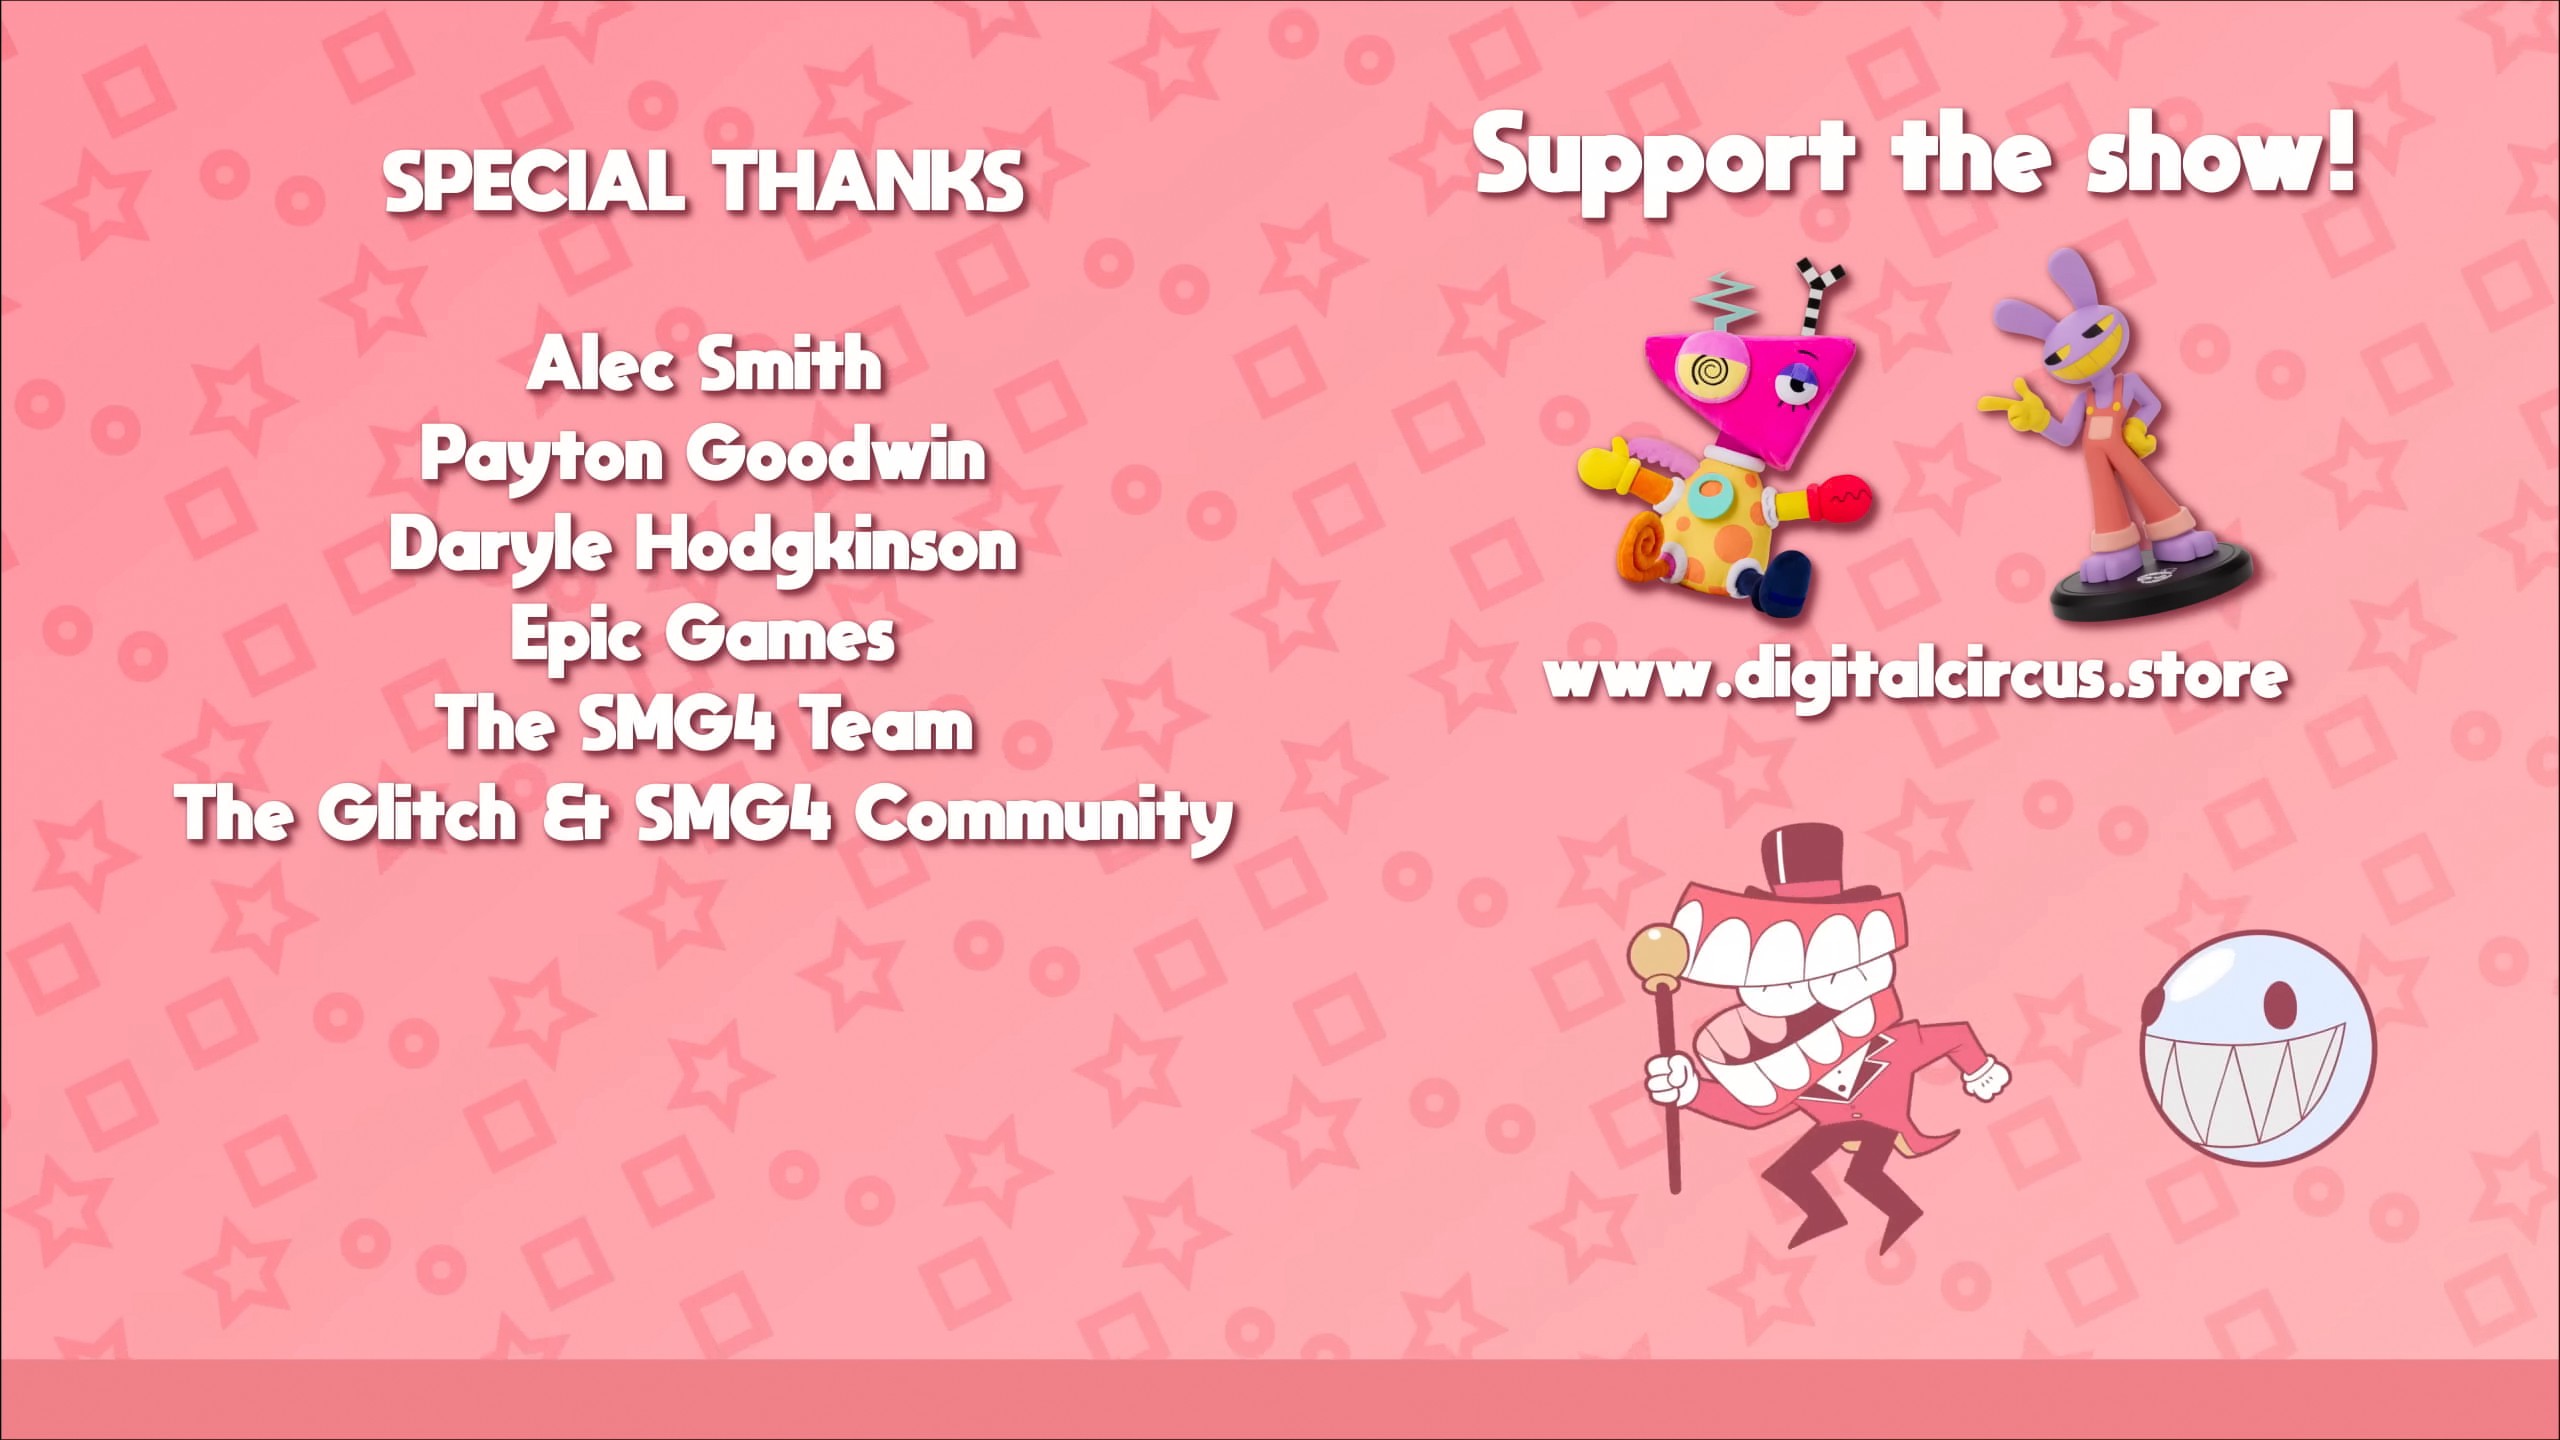 SPECIAL THANKS
Alec Smith
Payton Goodwin
Daryle Hodgkinson
Epic Games
The SMG4 Team
The Glitch & SMG4 Community
Support the show!
www.digitalcircus.store